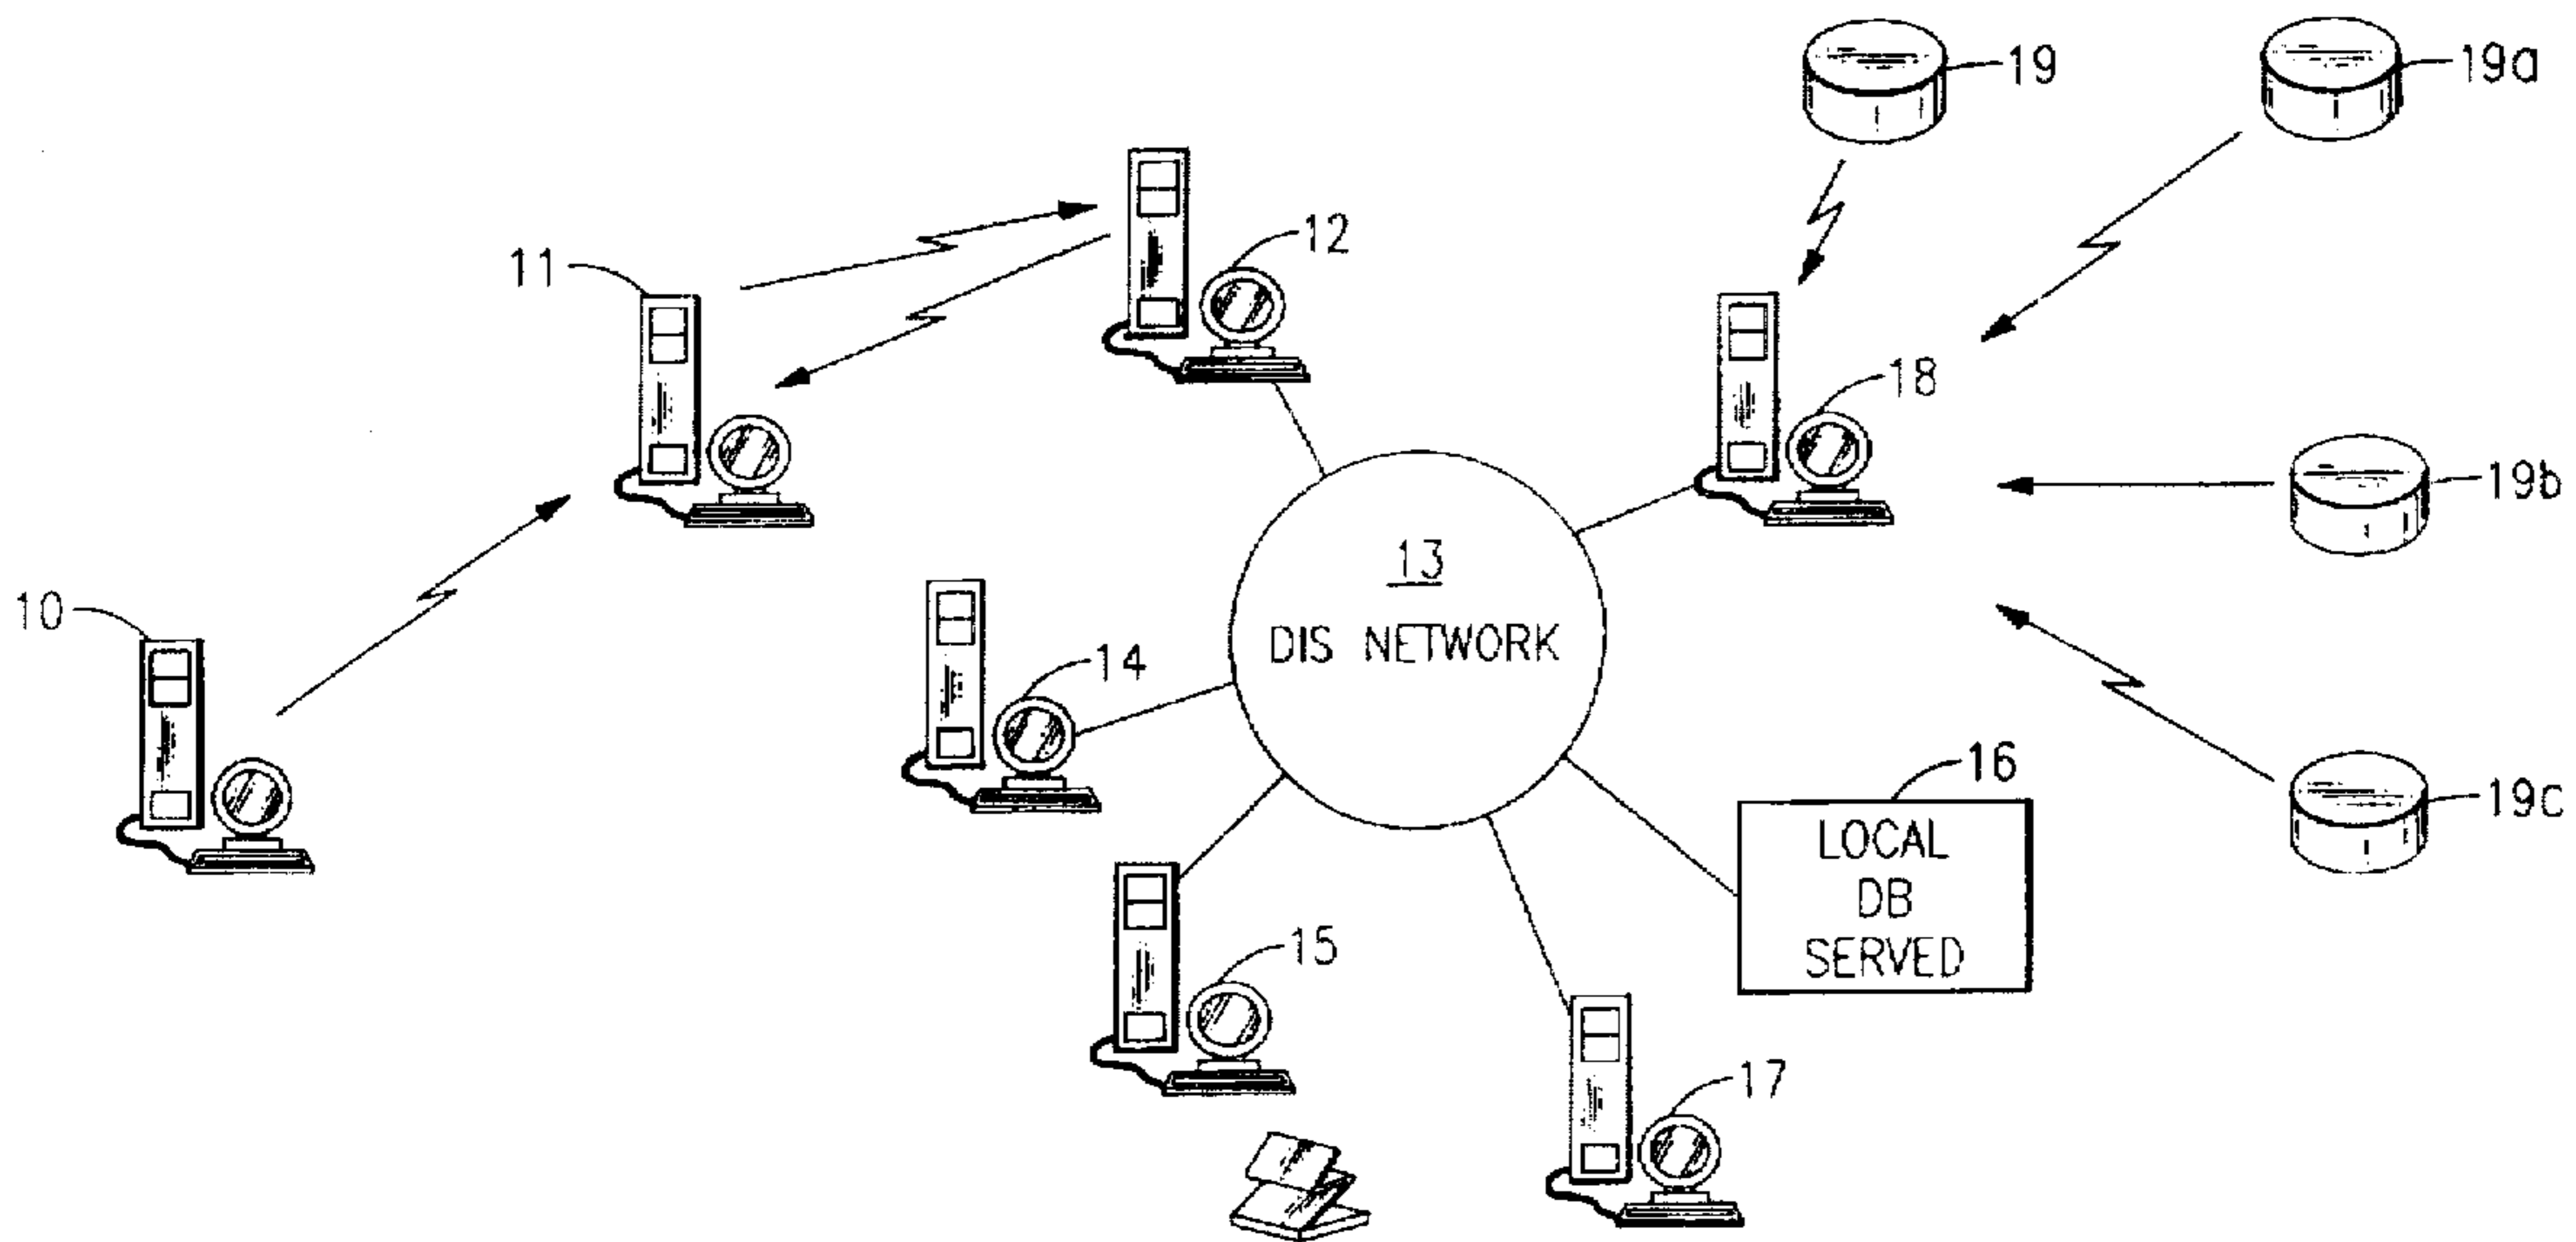 19
19a
12
11
18
13
DIS NETWORK
19b
10
14
16
LOCAL
DB
SERVED
19c
15
17